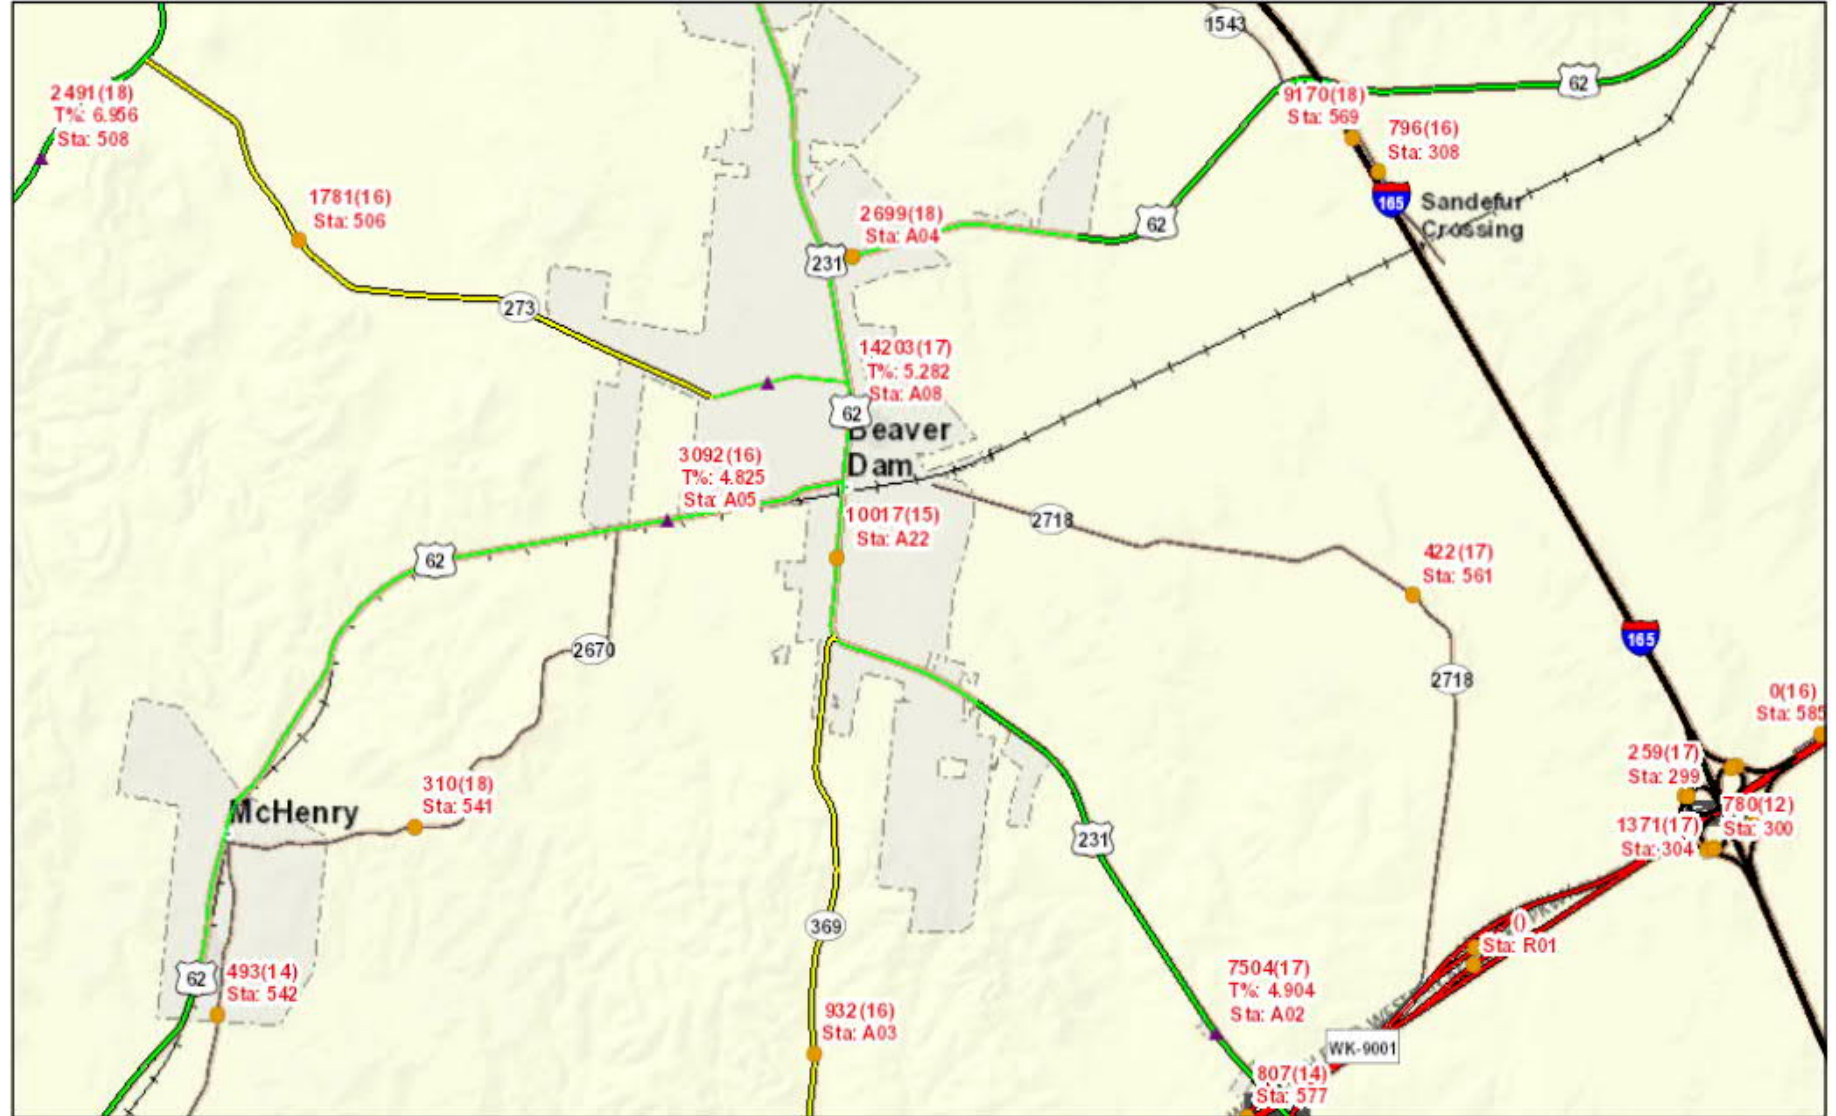 1543
2491(18)
T%: 6.956
Sta: 508
62
9170(18)
Sta: 569
796(16)
Sta: 308
1781(16)
Sta: 506
165
Sandefur
Crossing
2699(18)
Sta: A04
62
231
273
14203(17)
T%: 5.282
Sta: A08
62
Beaver
Dam
3092(16)
T%: 4.825
Sta: A05
10017(15)
Sta: A22
2718
62
422(17)
Sta: 561
2670
165
2718
0(16)
Sta: 585
259(17)
Sta: 299
310(18)
Sta: 541
McHenry
780(12)
Sta: 300
1371(17)
Sta: 304
231
369
()
Sta: R01
62
493(14)
Sta: 542
7504(17)
T%: 4.904
Sta: A02
932(16)
Sta: A03
WK-9001
807(14)
Sta: 577